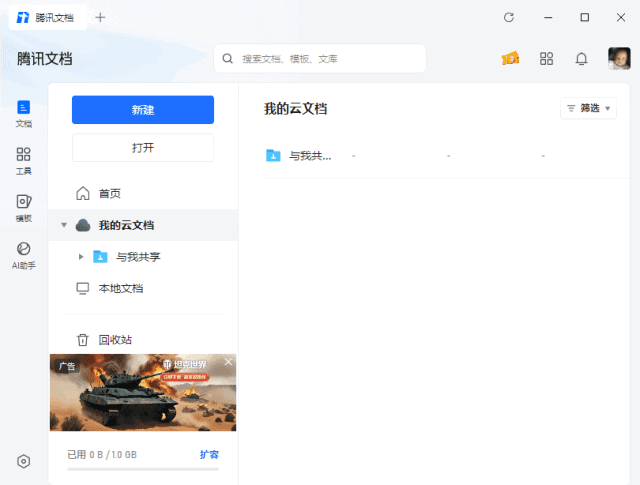 腾讯文档
腾讯文档
搜索文档、模板、文库
文档
工具
模板
AI助手
新建
打开
首页
我的云文档
与我共享
本地文档
回收站
广告
坦克世界
已用 0 B / 1.0 GB
扩容
我的云文档
筛选
与我共...
-
-
-